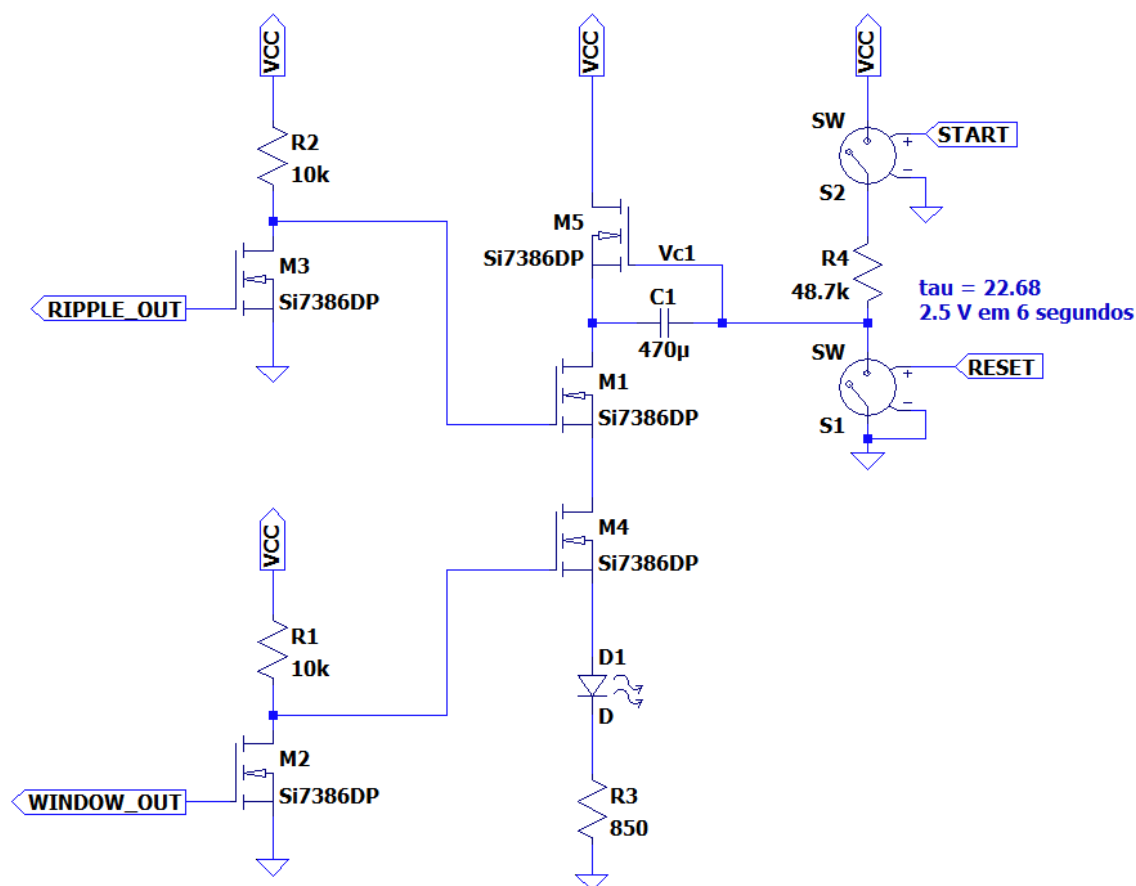 VCC
VCC
VCC
R2
10k
SW
START
+
-
S2
M5
Si7386DP
Vc1
M3
Si7386DP
R4
48.7k
tau = 22.68
2.5 V em 6 segundos
RIPPLE_OUT
C1
470µ
SW
RESET
+
-
S1
M1
Si7386DP
VCC
M4
Si7386DP
R1
10k
D1
D
M2
Si7386DP
WINDOW_OUT
R3
850